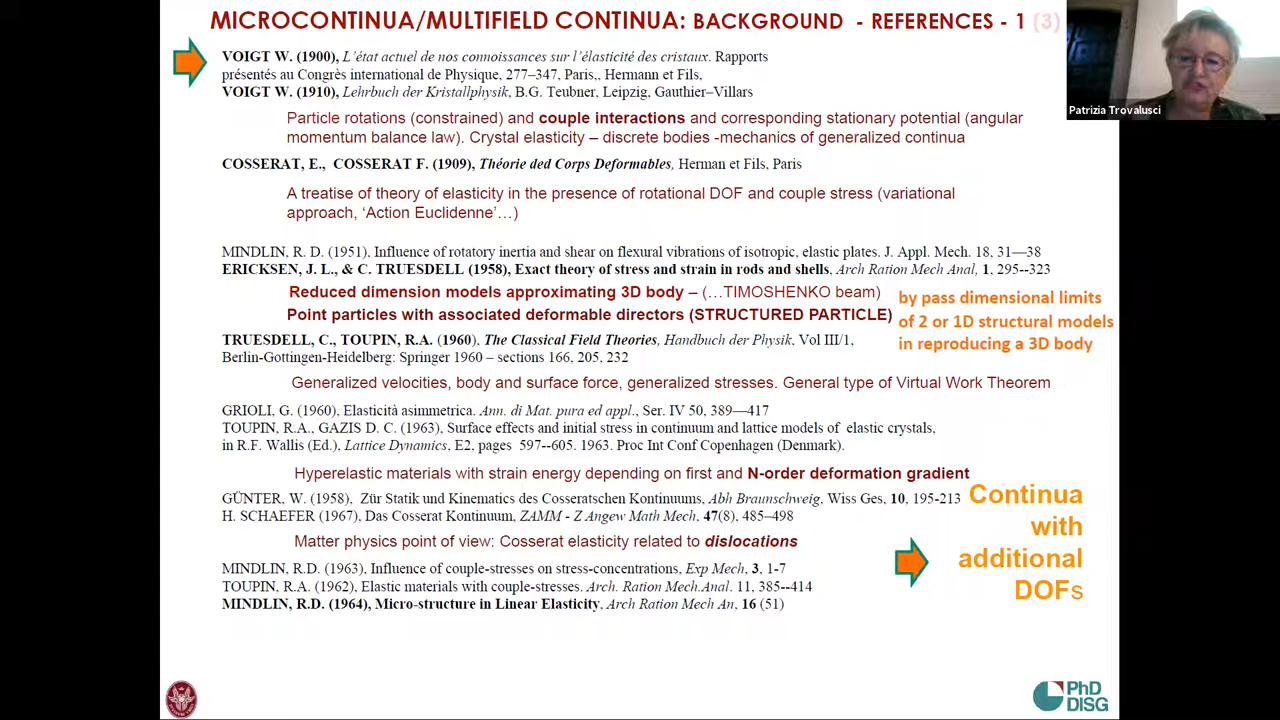 MICROCONTINUA/MULTIFIELD CONTINUA: BACKGROUND - REFERENCES - 1 (3)
VOIGT W. (1900), L'état actuel de nos connoissances sur l'élasticité des cristaux. Rapports
présentés au Congrès international de Physique, 277–347, Paris,, Hermann et Fils,
VOIGT W. (1910), Lehrbuch der Kristallphysik, B.G. Teubner, Leipzig, Gauthier–Villars
Particle rotations (constrained) and couple interactions and corresponding stationary potential (angular
momentum balance law). Crystal elasticity – discrete bodies -mechanics of generalized continua
COSSERAT, E., COSSERAT F. (1909), Théorie ded Corps Deformables, Herman et Fils, Paris
A treatise of theory of elasticity in the presence of rotational DOF and couple stress (variational
approach, 'Action Euclidenne'…)
MINDLIN, R. D. (1951), Influence of rotatory inertia and shear on flexural vibrations of isotropic, elastic plates. J. Appl. Mech. 18, 31—38
ERICKSEN, J. L., & C. TRUESDELL (1958), Exact theory of stress and strain in rods and shells, Arch Ration Mech Anal, 1, 295--323
Reduced dimension models approximating 3D body – (…TIMOSHENKO beam)
Point particles with associated deformable directors (STRUCTURED PARTICLE)
by pass dimensional limits
of 2 or 1D structural models
in reproducing a 3D body
TRUESDELL, C., TOUPIN, R.A. (1960), The Classical Field Theories, Handbuch der Physik, Vol III/1,
Berlin-Gottingen-Heidelberg: Springer 1960 – sections 166, 205, 232
Generalized velocities, body and surface force, generalized stresses. General type of Virtual Work Theorem
GRIOLI, G. (1960), Elasticità asimmetrica. Ann. di Mat. pura ed appl., Ser. IV 50, 389—417
TOUPIN, R.A., GAZIS D. C. (1963), Surface effects and initial stress in continuum and lattice models of elastic crystals,
in R.F. Wallis (Ed.), Lattice Dynamics, E2, pages 597--605. 1963. Proc Int Conf Copenhagen (Denmark).
Hyperelastic materials with strain energy depending on first and N-order deformation gradient
GÜNTER, W. (1958), Zür Statik und Kinematics des Cosseratschen Kontinuums, Abh Braunschweig, Wiss Ges, 10, 195-213
H. SCHAEFER (1967), Das Cosserat Kontinuum, ZAMM - Z Angew Math Mech, 47(8), 485–498
Matter physics point of view: Cosserat elasticity related to dislocations
Continua
with
additional
DOFs
MINDLIN, R.D. (1963), Influence of couple-stresses on stress-concentrations, Exp Mech, 3, 1-7
TOUPIN, R.A. (1962), Elastic materials with couple-stresses. Arch. Ration Mech.Anal. 11, 385--414
MINDLIN, R.D. (1964), Micro-structure in Linear Elasticity, Arch Ration Mech An, 16 (51)
Patrizia Trovalusci
PhD
DISG